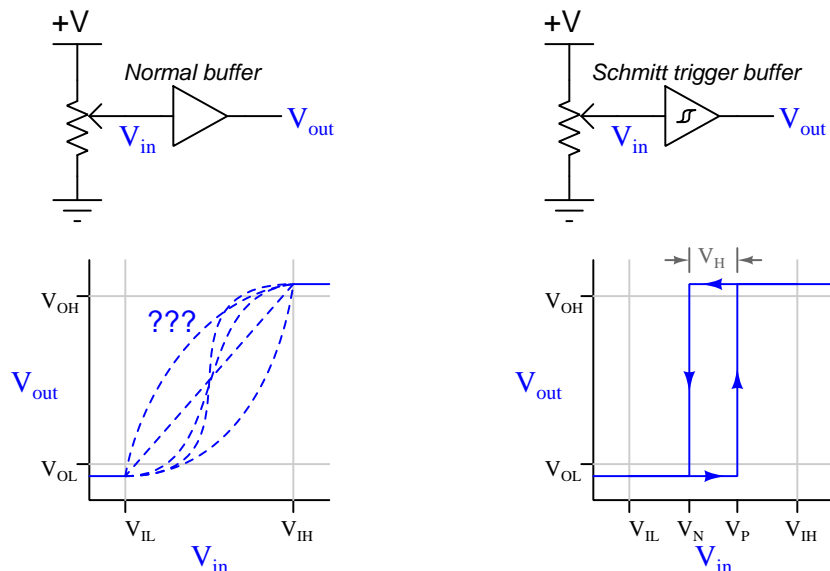 +V
Normal buffer
V_in
V_out
V_OH
V_out
V_OL
???
V_IL
V_IH
V_in
+V
Schmitt trigger buffer
V_in
V_out
V_H
V_OH
V_out
V_OL
V_IL
V_N
V_P
V_IH
V_in